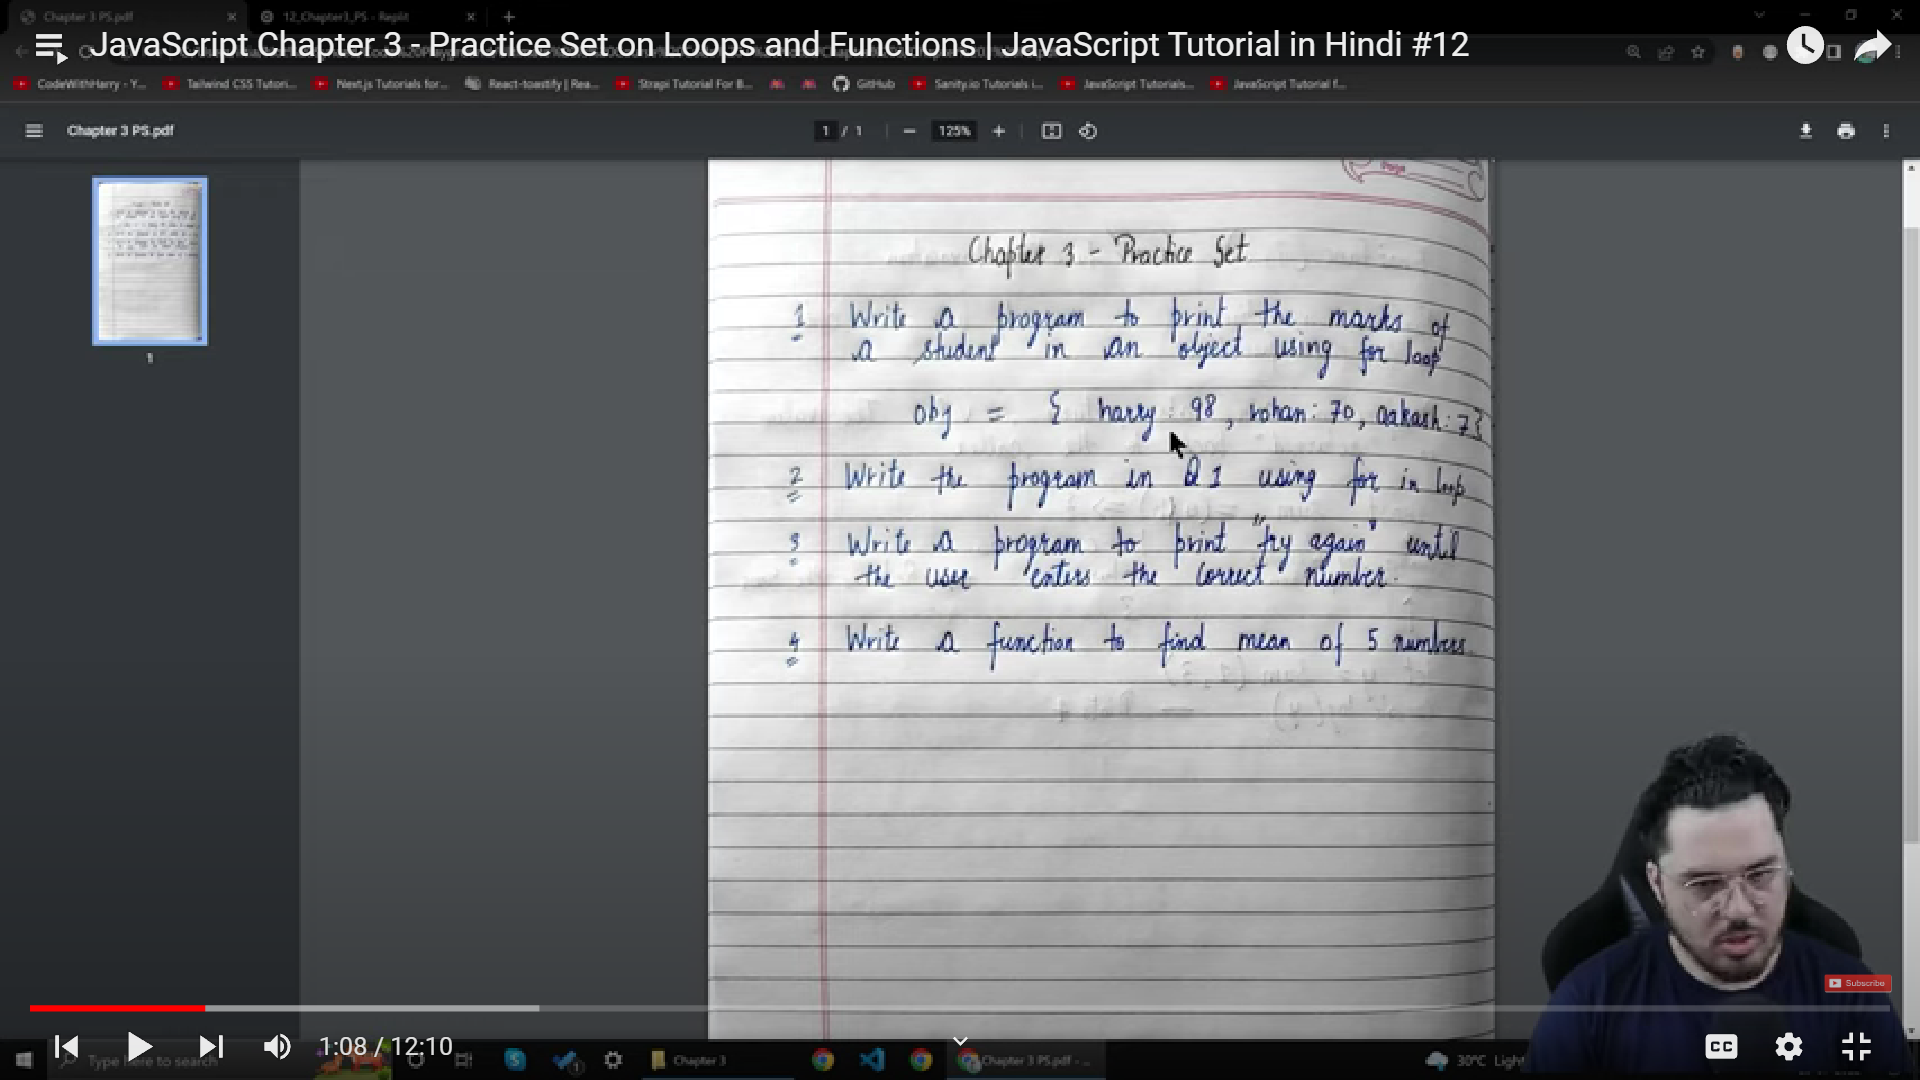 Chapter 3 PS.pdf
12_Chapter3_PS - Replit
JavaScript Chapter 3 - Practice Set on Loops and Functions | JavaScript Tutorial in Hindi #12
CodeWithHarry - Y...
Tailwind CSS Tutori...
Next.js Tutorials for...
React-toastify | Rea...
Strapi Tutorial For B...
GitHub
Sanity.io Tutorials i...
JavaScript Tutorials...
JavaScript Tutorial f...
Chapter 3 PS.pdf
1 / 1
125%
1
Chapter 3 - Practice Set
1 Write a program to print the marks of
a student in an object using for loop
obj = { harry : 98, rohan: 70, aakash: 7}
2 Write the program in Q1 using for in loop
3 Write a program to print "try again" until
the user enters the correct number.
4 Write a function to find mean of 5 numbers.
Subscribe
1:08 / 12:10
CC
Type here to search
Chapter 3
Chapter 3 PS.pdf - ...
30°C Light